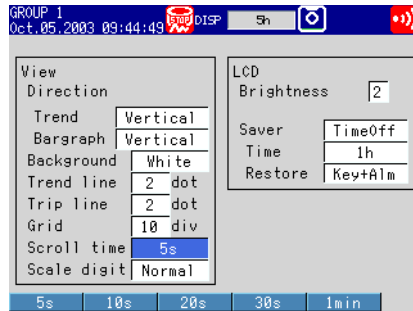 GROUP 1
Oct.05.2003 09:44:49 STOP DISP 5h
View
Direction
Trend Vertical
Bargraph Vertical
Background White
Trend line 2 dot
Trip line 2 dot
Grid 10 div
Scroll time 5s
Scale digit Normal
LCD
Brightness 2
Saver TimeOff
Time 1h
Restore Key+Alm
5s 10s 20s 30s 1min